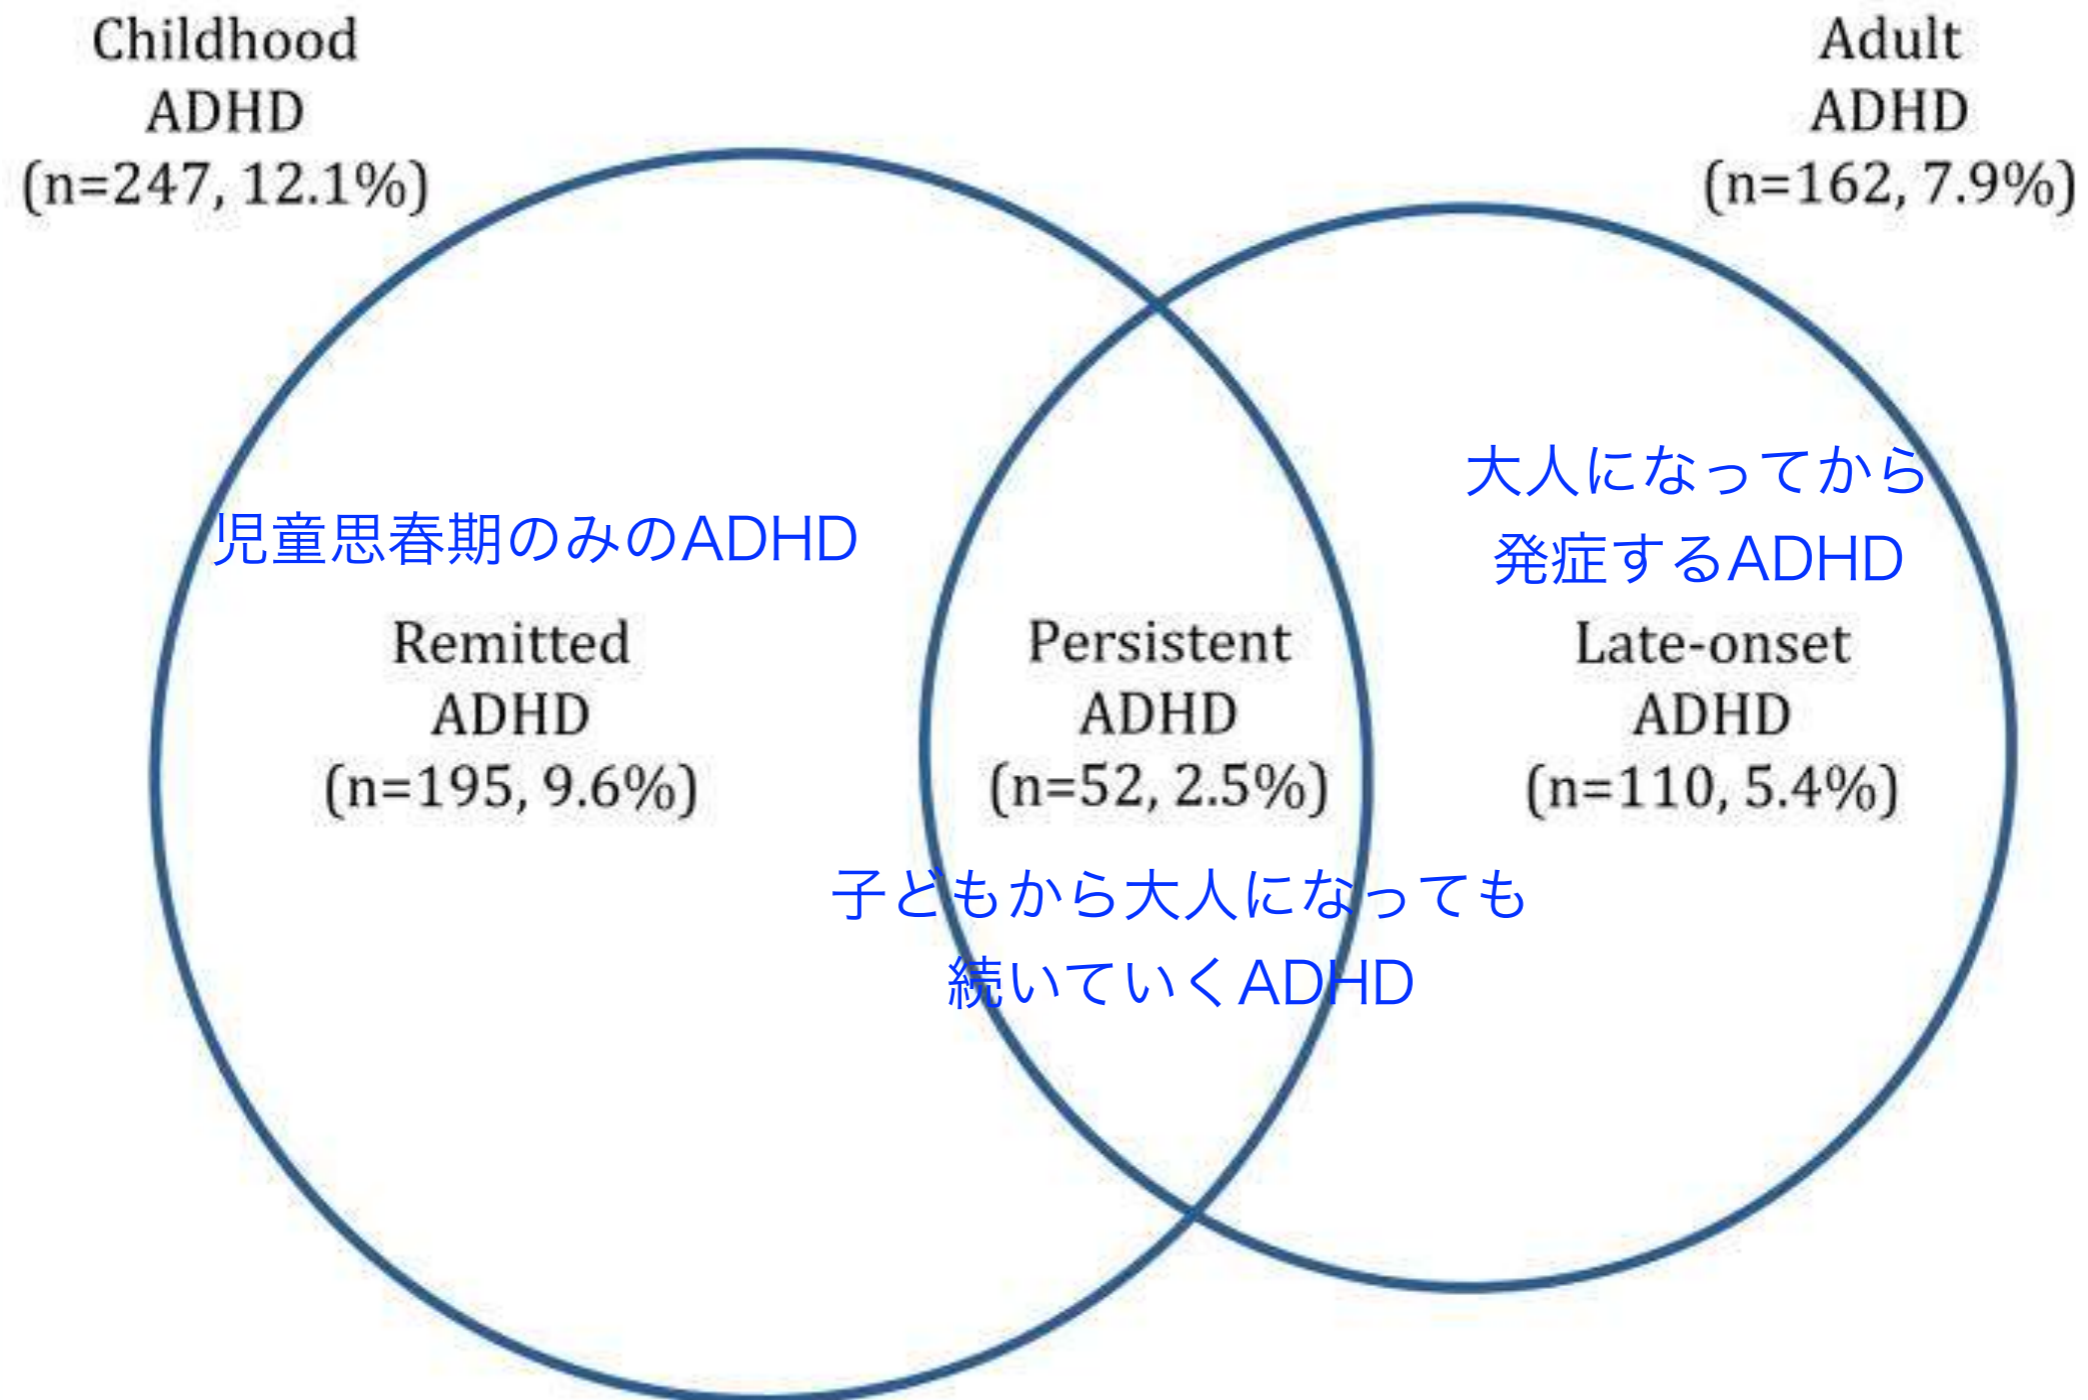 Childhood
ADHD
(n=247, 12.1%)
Adult
ADHD
(n=162, 7.9%)
児童思春期のみのADHD
Remitted
ADHD
(n=195, 9.6%)
Persistent
ADHD
(n=52, 2.5%)
子どもから大人になっても
続いていくADHD
大人になってから
発症するADHD
Late-onset
ADHD
(n=110, 5.4%)